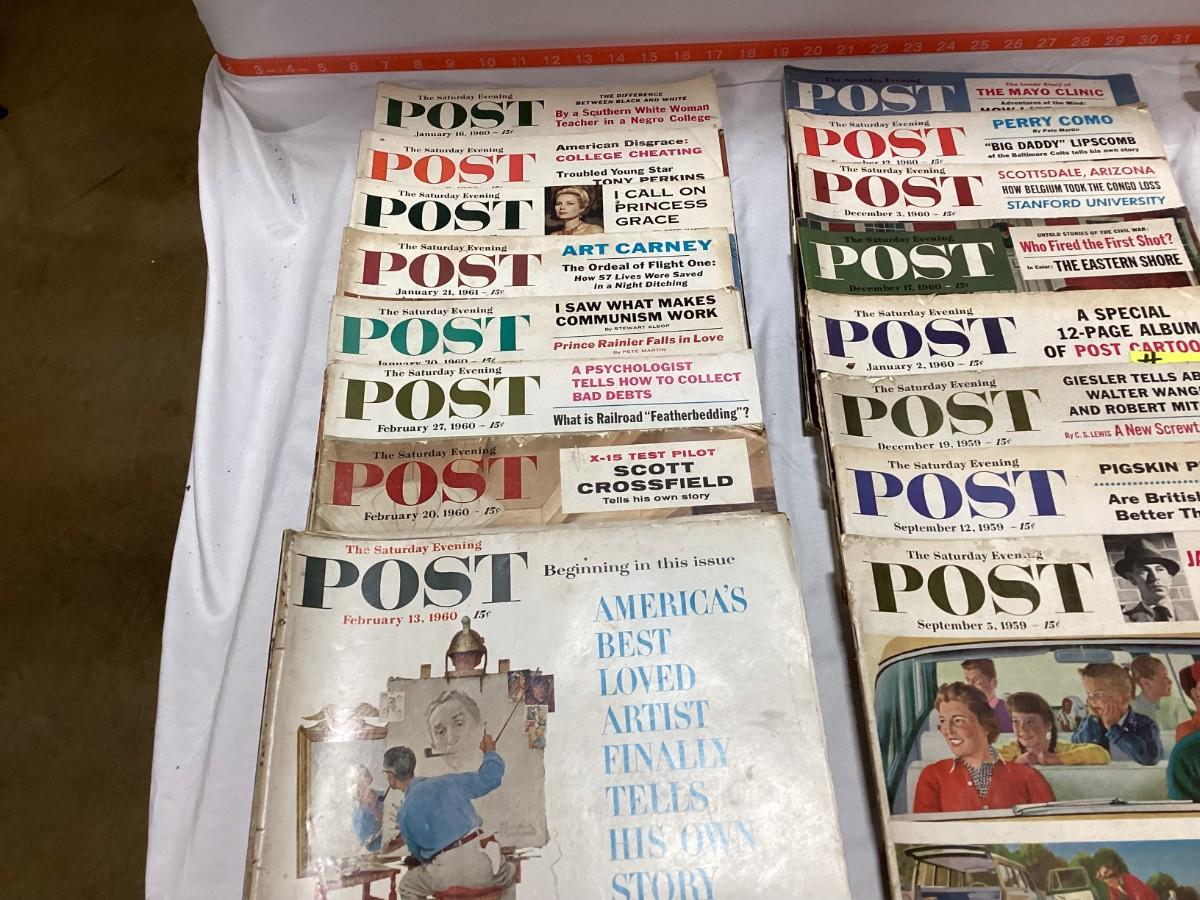 3 4 5 6 7 8 9 10 11 12 13 14 15 16 17 18 19 20 21 22 23 24 25 26 27 28 29 30 31
The Saturday Evening
POST
January 16, 1960 - 15¢
THE DIFFERENCE
BETWEEN BLACK AND WHITE
By a Southern White Woman
Teacher in a Negro College
The Saturday Evening
POST
American Disgrace:
COLLEGE CHEATING
Troubled Young Star
TONY PERKINS
The Saturday Evening
POST
I CALL ON
PRINCESS
GRACE
The Saturday Evening
POST
January 21, 1961 - 15¢
ART CARNEY
The Ordeal of Flight One:
How 57 Lives Were Saved
in a Night Ditching
The Saturday Evening
POST
January 30, 1960 - 15¢
I SAW WHAT MAKES
COMMUNISM WORK
By STEWART ALSOP
Prince Rainier Falls in Love
By PETE MARTIN
The Saturday Evening
POST
February 27, 1960 - 15¢
A PSYCHOLOGIST
TELLS HOW TO COLLECT
BAD DEBTS
What is Railroad "Featherbedding"?
The Saturday Evening
POST
February 20, 1960 - 15¢
X-15 TEST PILOT
SCOTT
CROSSFIELD
Tells his own story
The Saturday Evening
POST
February 13, 1960 15¢
Beginning in this issue
AMERICA'S
BEST
LOVED
ARTIST
FINALLY
TELLS
HIS OWN
STORY
The Saturday Evening
POST
The Inside Story of
THE MAYO CLINIC
Adventures of the Mind:
The Saturday Evening
POST
November 12, 1960 - 15¢
PERRY COMO
By Pete Martin
"BIG DADDY" LIPSCOMB
of the Baltimore Colts tells his own story
The Saturday Evening
POST
December 3, 1960 - 15¢
SCOTTSDALE, ARIZONA
HOW BELGIUM TOOK THE CONGO LOSS
STANFORD UNIVERSITY
The Saturday Evening
POST
December 17, 1960 - 15¢
UNTOLD STORIES OF THE CIVIL WAR:
Who Fired the First Shot?
In Color: THE EASTERN SHORE
The Saturday Evening
POST
January 2, 1960 - 15¢
A SPECIAL
12-PAGE ALBUM
OF POST CARTOO
The Saturday Evening
POST
December 19, 1959 - 15¢
GIESLER TELLS AB
WALTER WANG
AND ROBERT MIT
By C. S. LEWIS A New Screwt
The Saturday Evening
POST
September 12, 1959 - 15¢
PIGSKIN P
Are Britis
Better Th
The Saturday Evening
POST
September 5, 1959 - 15¢
JA